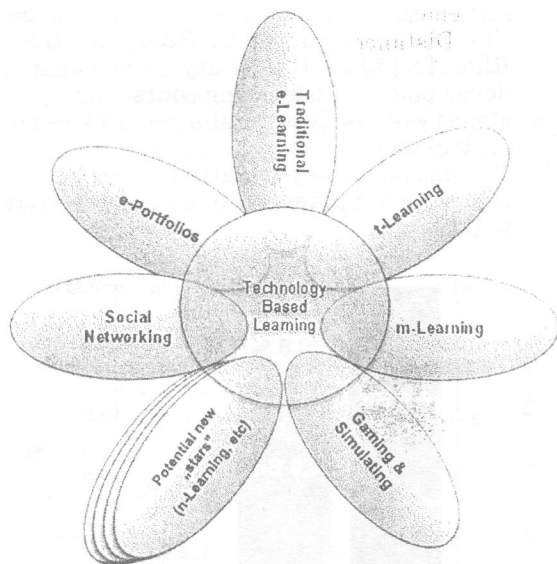 Traditional
e-Learning
t-Learning
m-Learning
Gaming &
Simulating
Potential new
„stars”
(n-Learning, etc)
Social
Networking
e-Portfolios
Technology-
Based
Learning